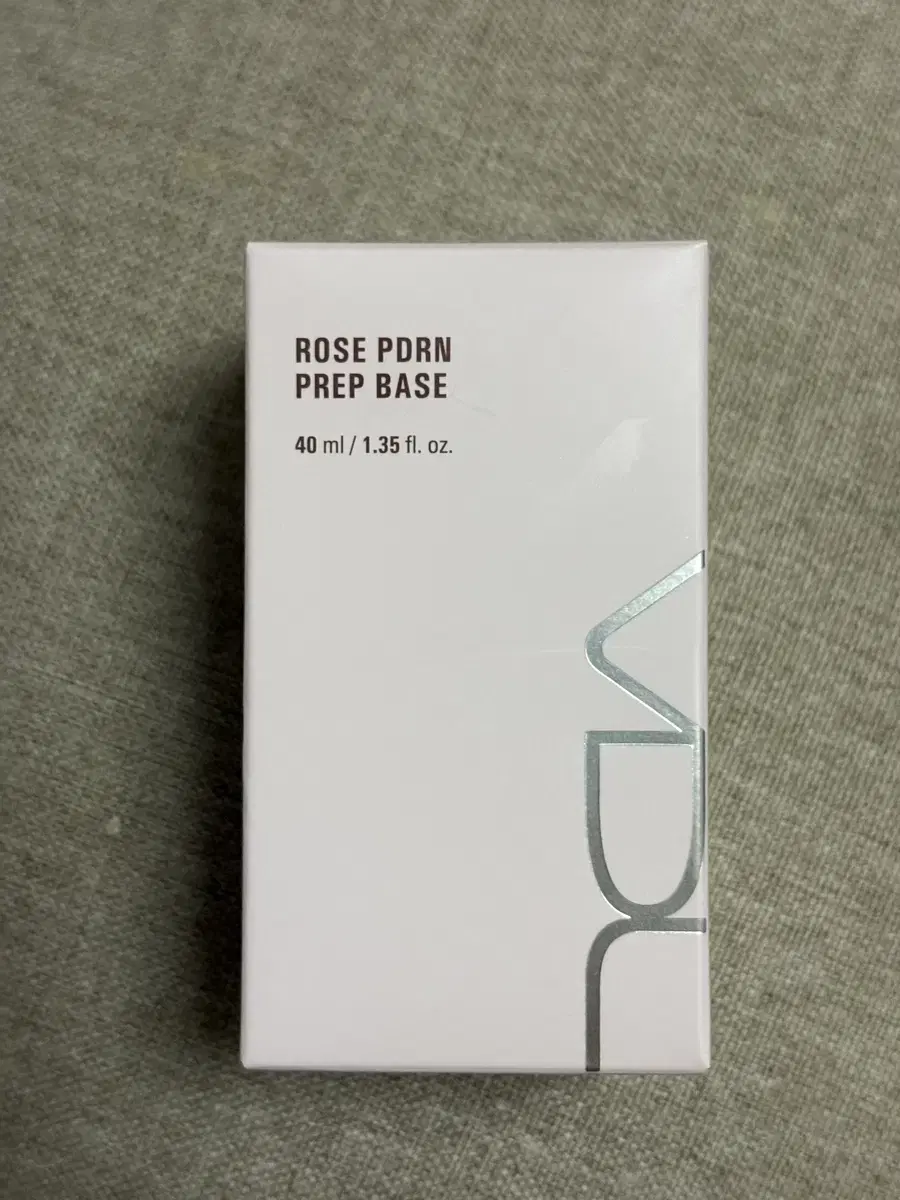 ROSE PDRN
PREP BASE
40 ml / 1.35 fl. oz.
VDL